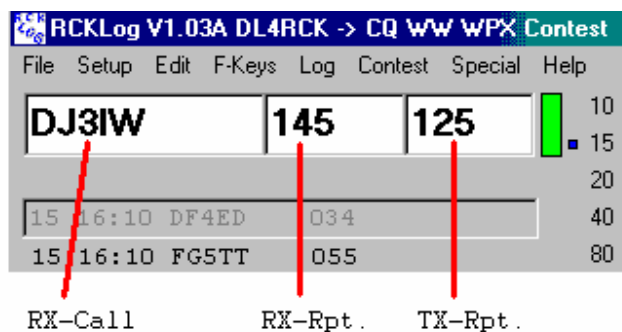 RCKLog V1.03A DL4RCK -> CQ WW WPX Contest
File Setup Edit F-Keys Log Contest Special Help
DJ3IW 145 125
10
15
20
15 16:10 DF4ED 034 40
15 16:10 FG5TT 055 80
RX-Call RX-Rpt. TX-Rpt.